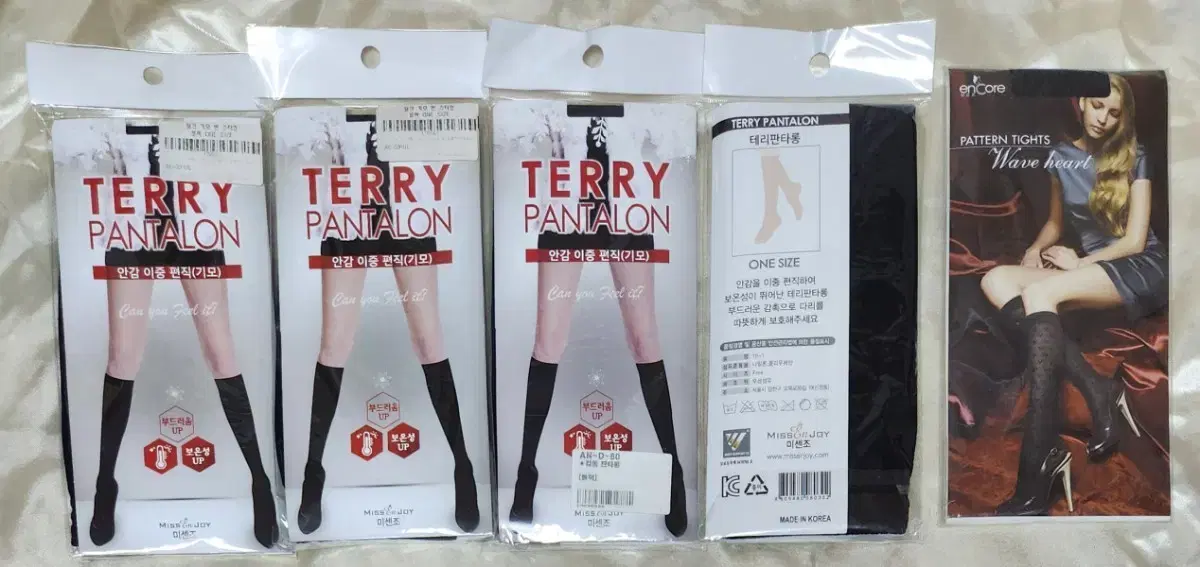 TERRY
PANTALON
안감 이중 편직(기모)
Can you Feel it?
부드러움
UP
보온성
UP
MISS en JOY
미센조
TERRY
PANTALON
안감 이중 편직(기모)
Can you Feel it?
부드러움
UP
보온성
UP
MISS en JOY
미센조
TERRY
PANTALON
안감 이중 편직(기모)
Can you Feel it?
부드러움
UP
보온성
UP
AN-D-80
MISS en JOY
미센조
TERRY PANTALON
테리판타롱
ONE SIZE
안감을 이중 편직하여
보온성이 뛰어난 테리판타롱
부드러운 감촉으로 다리를
따뜻하게 보호해주세요
MISS en JOY
미센조
www.missenjoy.com
MADE IN KOREA
enCore
PATTERN TIGHTS
Wave heart